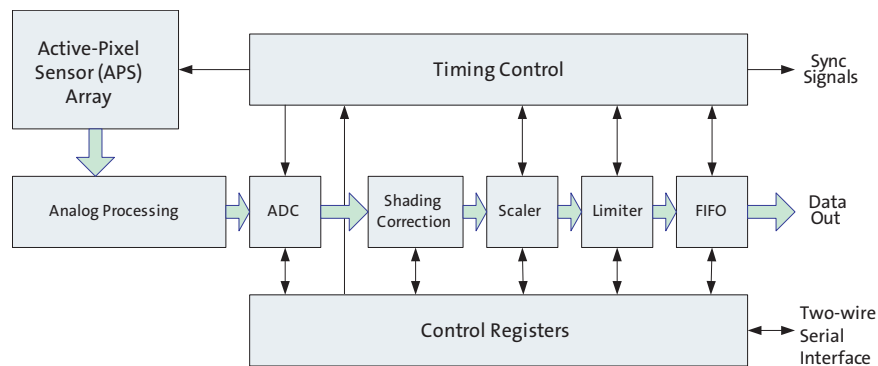 Active-Pixel
Sensor (APS)
Array
Timing Control
Sync
Signals
Analog Processing
ADC
Shading
Correction
Scaler
Limiter
FIFO
Data
Out
Control Registers
Two-wire
Serial
Interface